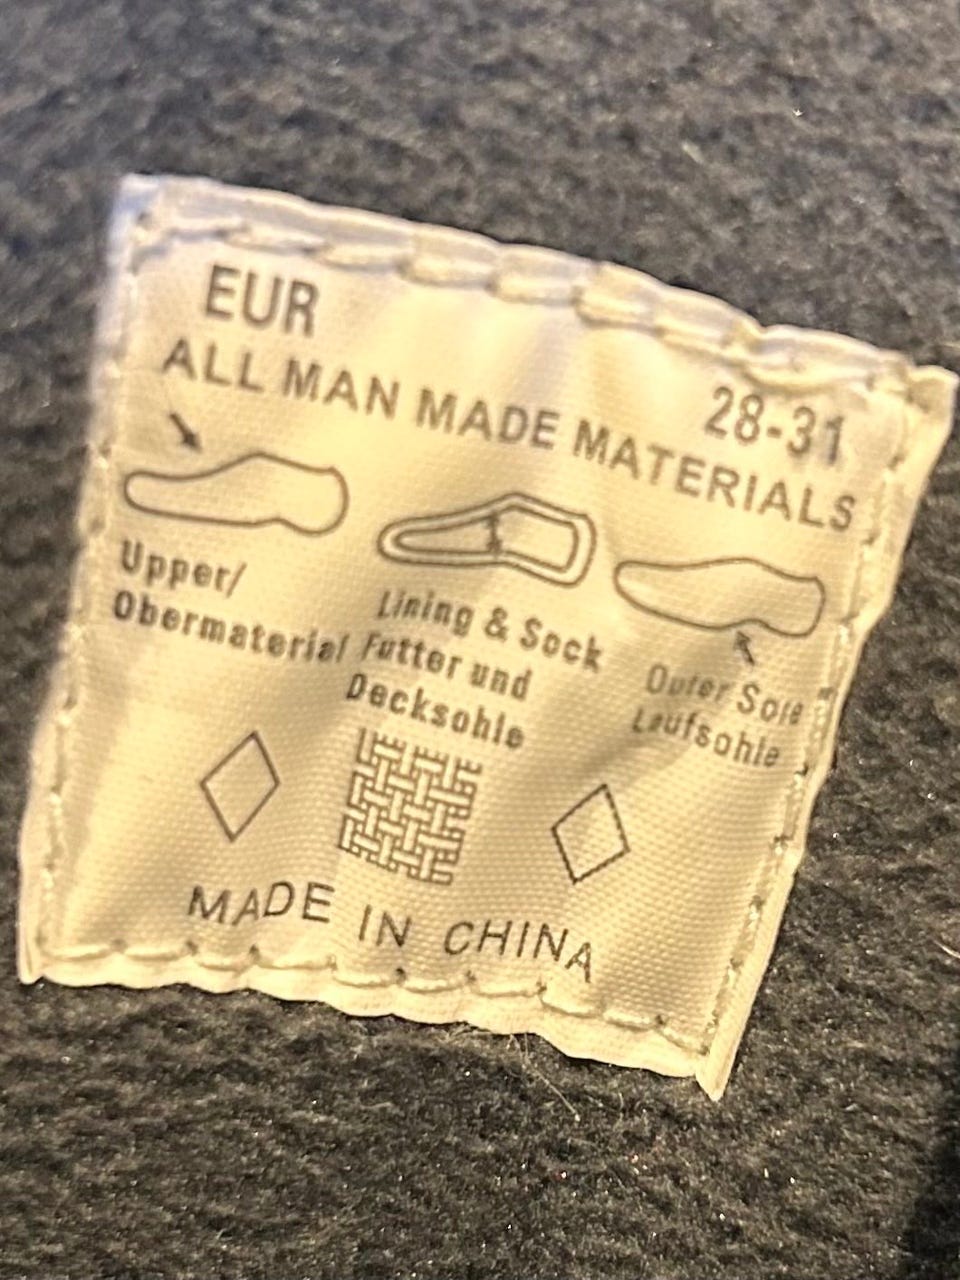 EUR 28-31
ALL MAN MADE MATERIALS
Upper/
Obermaterial
Lining & Sock
Futter und
Decksohle
Outer Sole
Laufsohle
MADE IN CHINA